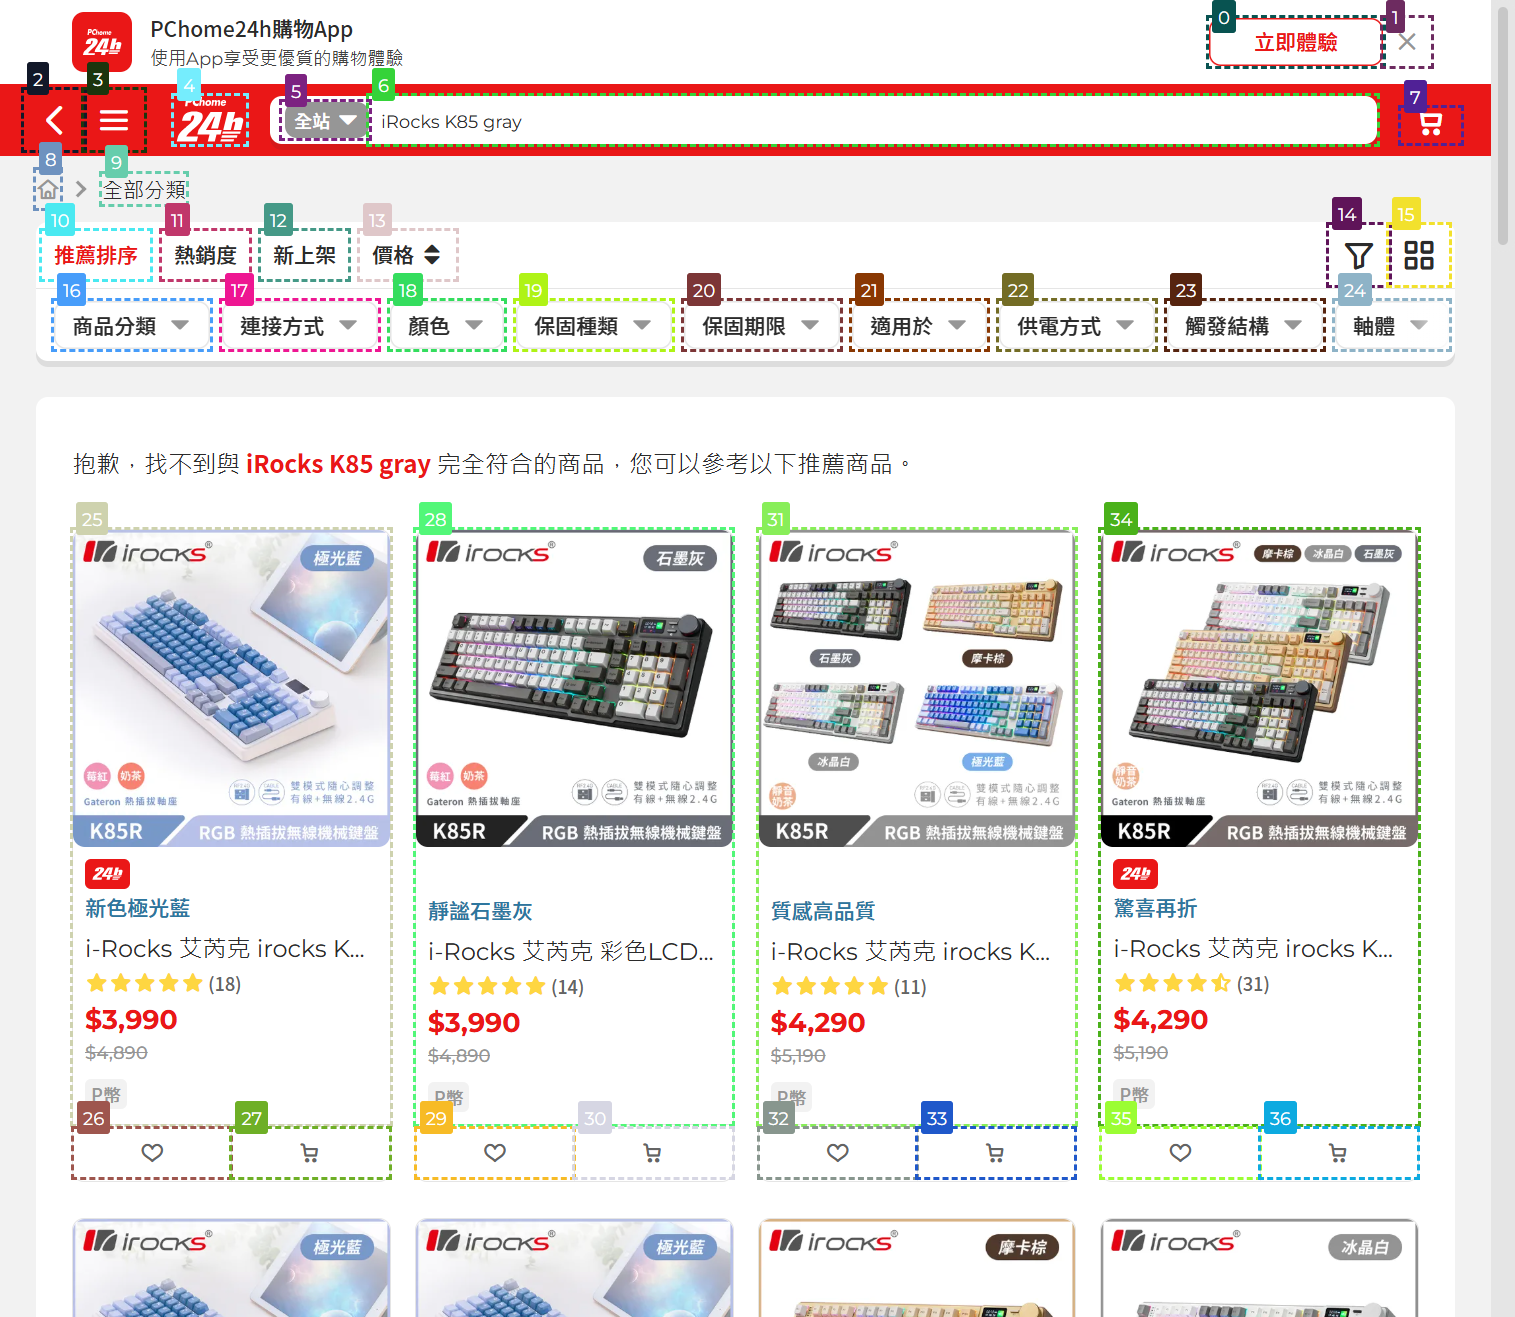 PChome
24h
PChome24h購物App
使用App享受更優質的購物體驗
0
立即體驗
1
2
3
4
5
6
7
PChome
24h
全站
iRocks K85 gray
8
9
全部分類
10
11
12
13
14
15
推薦排序
熱銷度
新上架
價格
16
17
18
19
20
21
22
23
24
商品分類
連接方式
顏色
保固種類
保固期限
適用於
供電方式
觸發結構
軸體
抱歉，找不到與 iRocks K85 gray 完全符合的商品，您可以參考以下推薦商品。
25
irocks®
極光藍
莓紅 奶茶
Gateron 熱插拔軸座
雙模式隨心調整
有線+無線2.4G
K85R
RGB 熱插拔無線機械鍵盤
24h
新色極光藍
i-Rocks 艾芮克 irocks K...
(18)
$3,990
$4,890
P幣
26
27
28
irocks®
石墨灰
莓紅 奶茶
Gateron 熱插拔軸座
雙模式隨心調整
有線+無線2.4G
K85R
RGB 熱插拔無線機械鍵盤
靜謐石墨灰
i-Rocks 艾芮克 彩色LCD...
(14)
$3,990
$4,890
P幣
29
30
31
irocks®
石墨灰
摩卡棕
冰晶白
極光藍
靜音
奶茶
雙模式隨心調整
有線+無線2.4G
K85R
RGB 熱插拔無線機械鍵盤
質感高品質
i-Rocks 艾芮克 irocks K...
(11)
$4,290
$5,190
P幣
32
33
34
irocks®
摩卡棕 冰晶白 石墨灰
靜音
奶茶
Gateron 熱插拔軸座
雙模式隨心調整
有線+無線2.4G
K85R
RGB 熱插拔無線機械鍵盤
24h
驚喜再折
i-Rocks 艾芮克 irocks K...
(31)
$4,290
$5,190
P幣
35
36
irocks®
極光藍
irocks®
極光藍
irocks®
摩卡棕
irocks®
冰晶白